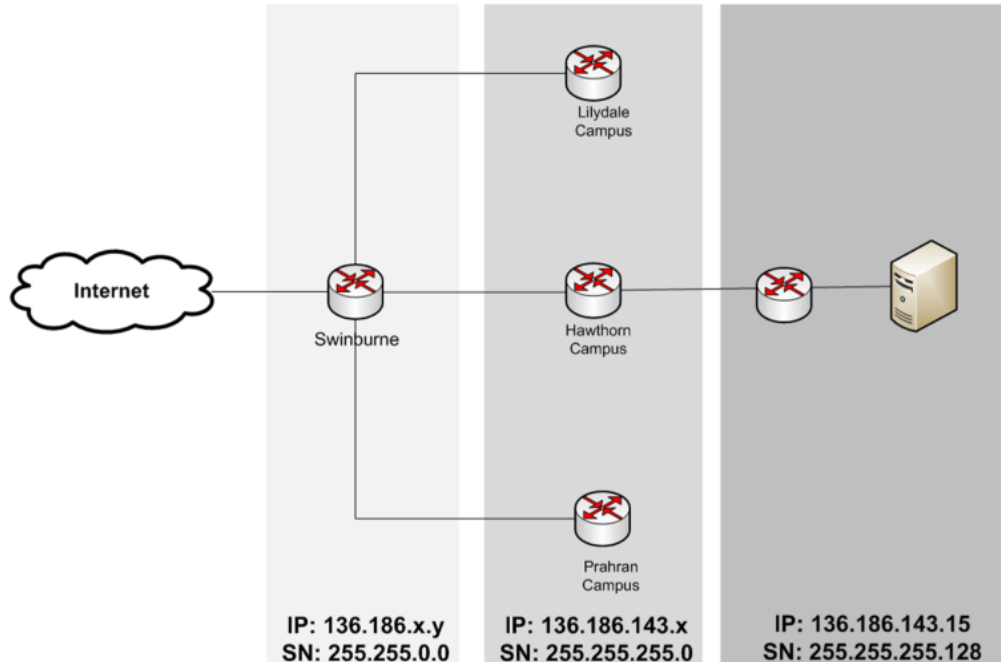 Lilydale
Campus
Internet
Swinburne
Hawthorn
Campus
Prahran
Campus
IP: 136.186.x.y
SN: 255.255.0.0
IP: 136.186.143.x
SN: 255.255.255.0
IP: 136.186.143.15
SN: 255.255.255.128